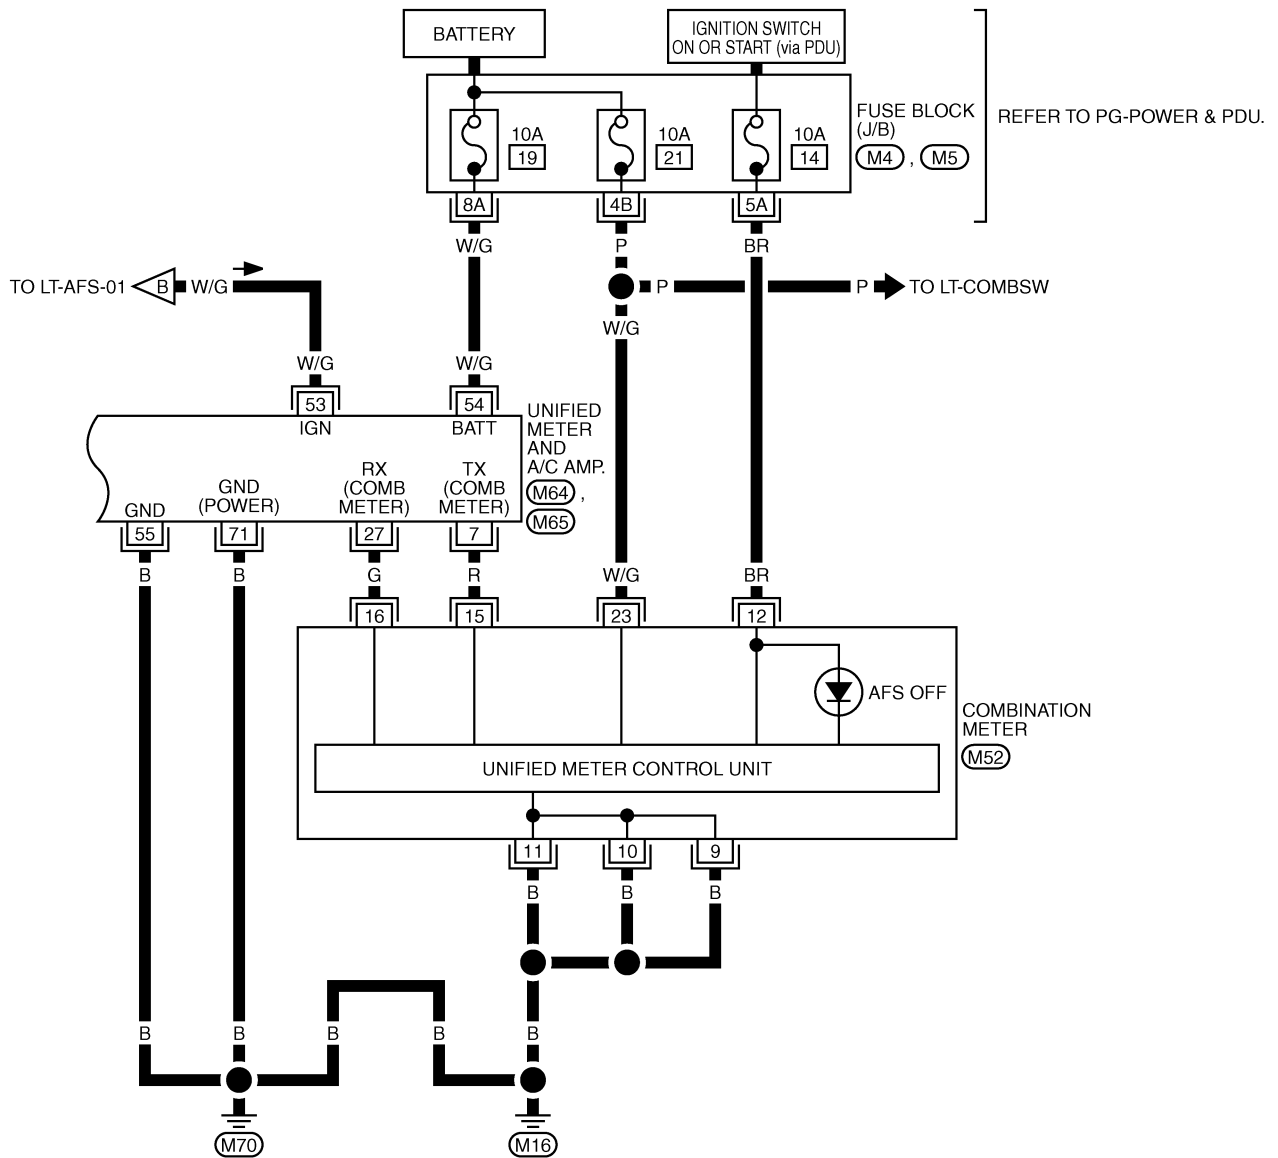 BATTERY
IGNITION SWITCH
ON OR START (via PDU)
FUSE BLOCK
(J/B)
M4 , M5
REFER TO PG-POWER & PDU.
10A
19
10A
21
10A
14
8A
4B
5A
W/G
P
BR
TO LT-AFS-01
B
W/G
P
P
TO LT-COMBSW
W/G
W/G
W/G
53
54
IGN
BATT
UNIFIED
METER
AND
A/C AMP.
M64 ,
M65
GND
GND
(POWER)
RX
(COMB
METER)
TX
(COMB
METER)
55
71
27
7
B
B
G
R
W/G
BR
16
15
23
12
AFS OFF
COMBINATION
METER
M52
UNIFIED METER CONTROL UNIT
11
10
9
B
B
B
B
B
B
B
B
M70
M16